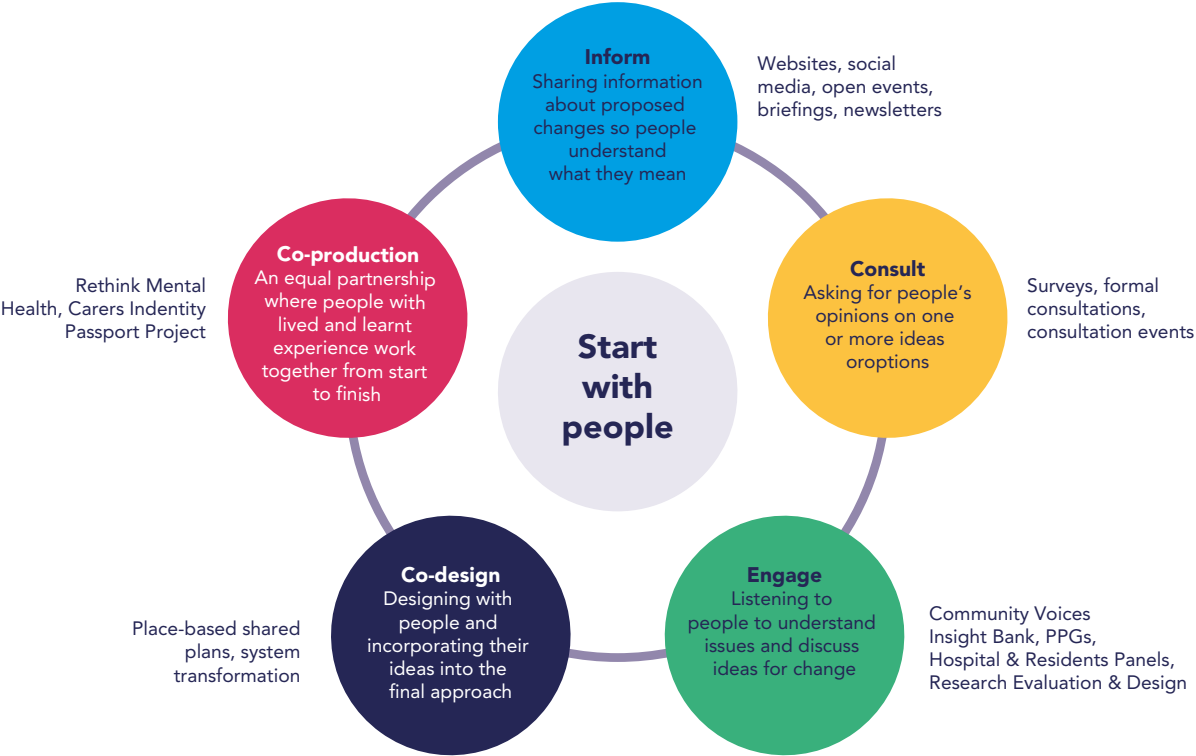 Inform
Sharing information
about proposed
changes so people
understand
what they mean
Websites, social
media, open events,
briefings, newsletters
Consult
Asking for people's
opinions on one
or more ideas
oroptions
Surveys, formal
consultations,
consultation events
Engage
Listening to
people to understand
issues and discuss
ideas for change
Community Voices
Insight Bank, PPGs,
Hospital & Residents Panels,
Research Evaluation & Design
Co-design
Designing with
people and
incorporating their
ideas into the
final approach
Place-based shared
plans, system
transformation
Co-production
An equal partnership
where people with
lived and learnt
experience work
together from start
to finish
Rethink Mental
Health, Carers Indentity
Passport Project
Start
with
people